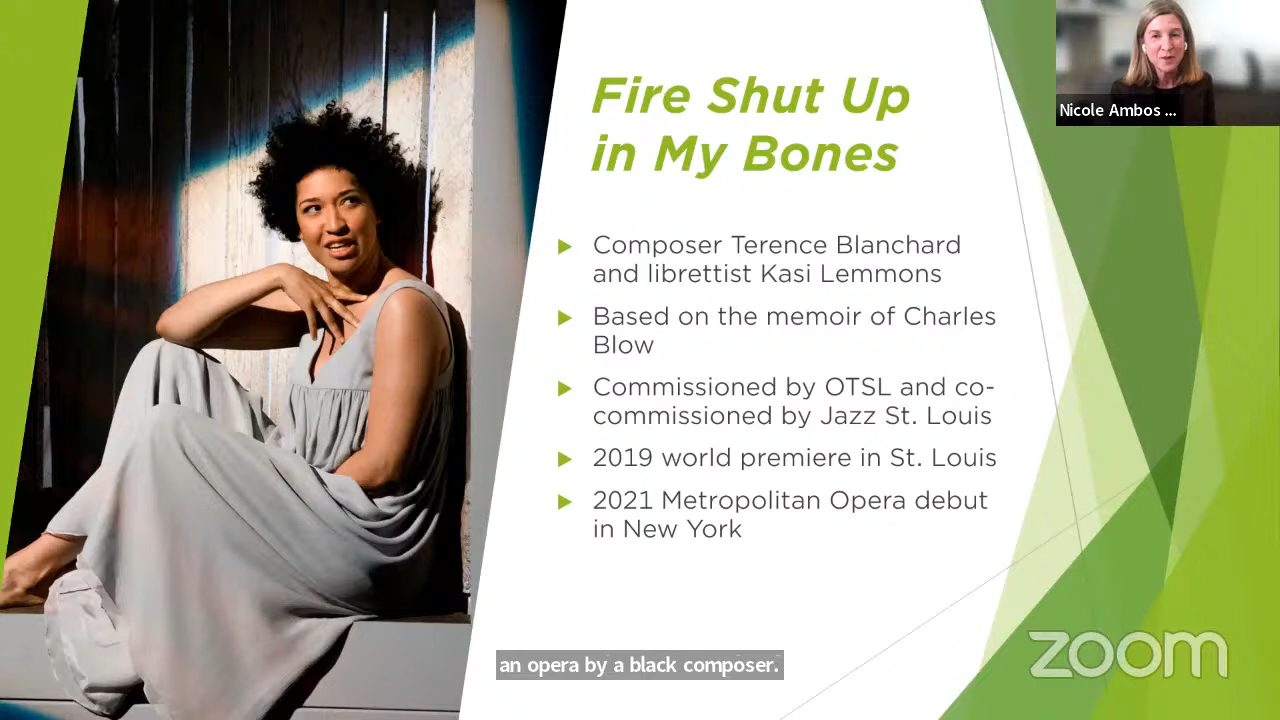 Fire Shut Up
in My Bones
Nicole Ambos ...
Composer Terence Blanchard
and librettist Kasi Lemmons
Based on the memoir of Charles
Blow
Commissioned by OTSL and co-
commissioned by Jazz St. Louis
2019 world premiere in St. Louis
2021 Metropolitan Opera debut
in New York
an opera by a black composer.
zoom